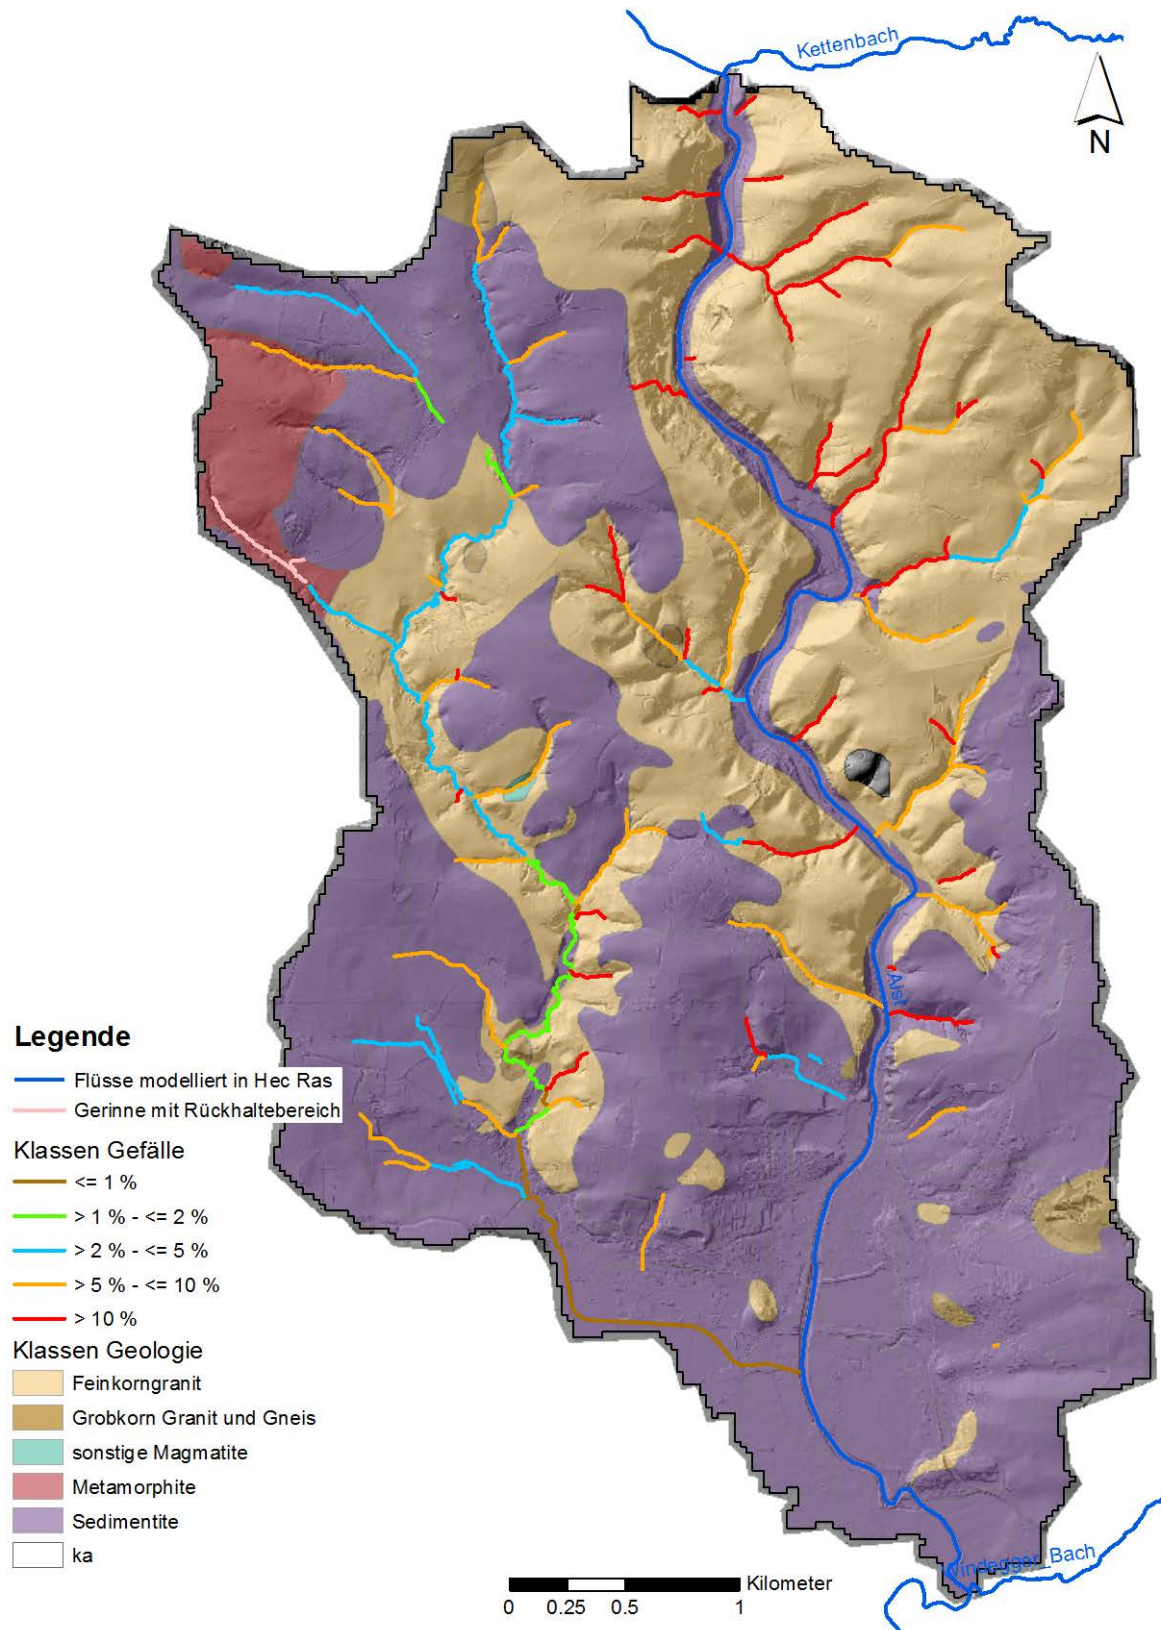 Kettenbach
N
Aist
Legende
Flüsse modelliert in Hec Ras
Gerinne mit Rückhaltebereich
Klassen Gefälle
<= 1 %
> 1 % - <= 2 %
> 2 % - <= 5 %
> 5 % - <= 10 %
> 10 %
Klassen Geologie
Feinkorngranit
Grobkorn Granit und Gneis
sonstige Magmatite
Metamorphite
Sedimentite
ka
Windegger_Bach
Kilometer
0 0.25 0.5 1